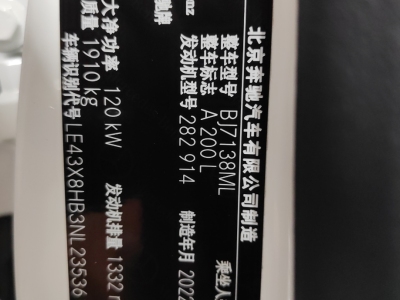 北京奔驰汽车有限公司制造
整车型号 BJ7138ML 乘坐人
整车标志 A 200 L
发动机型号 282 914 制造年月 2022
大净功率 120 kW 发动机排量 1332 m
质量 1910 kg
车辆识别代号 LE43X8HB3NL23536